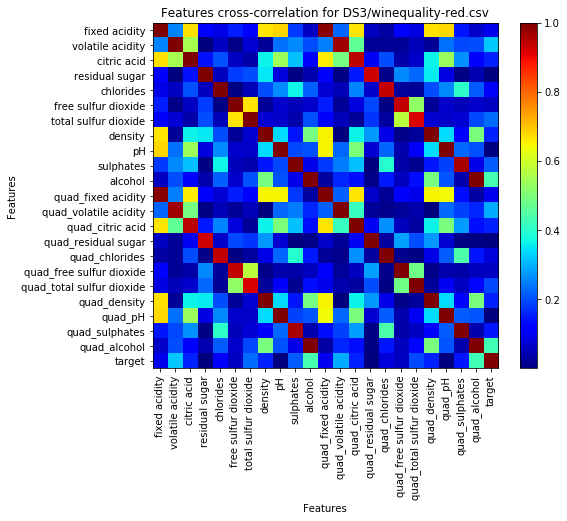 Features cross-correlation for DS3/winequality-red.csv
Features
fixed acidity
volatile acidity
citric acid
residual sugar
chlorides
free sulfur dioxide
total sulfur dioxide
density
pH
sulphates
alcohol
quad_fixed acidity
quad_volatile acidity
quad_citric acid
quad_residual sugar
quad_chlorides
quad_free sulfur dioxide
quad_total sulfur dioxide
quad_density
quad_pH
quad_sulphates
quad_alcohol
target
fixed acidity
volatile acidity
citric acid
residual sugar
chlorides
free sulfur dioxide
total sulfur dioxide
density
pH
sulphates
alcohol
quad_fixed acidity
quad_volatile acidity
quad_citric acid
quad_residual sugar
quad_chlorides
quad_free sulfur dioxide
quad_total sulfur dioxide
quad_density
quad_pH
quad_sulphates
quad_alcohol
target
Features
1.0
0.8
0.6
0.4
0.2